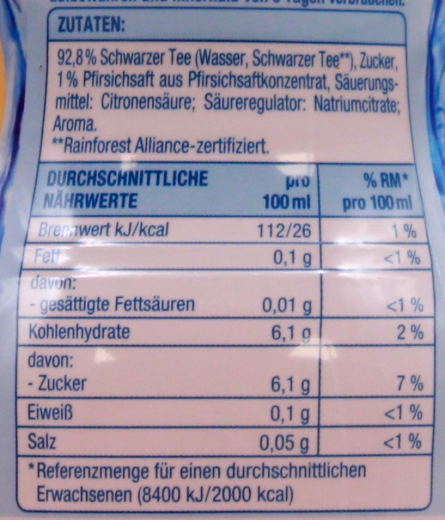 ZUTATEN:
92,8% Schwarzer Tee (Wasser, Schwarzer Tee**), Zucker,
1% Pfirsichsaft aus Pfirsichsaftkonzentrat, Säuerungs-
mittel: Citronensäure; Säureregulator: Natriumcitrate;
Aroma.
**Rainforest Alliance-zertifiziert.
DURCHSCHNITTLICHE NÄHRWERTE pro 100 ml % RM* pro 100 ml
Brennwert kJ/kcal 112/26 1 %
Fett 0,1 g <1 %
davon:
- gesättigte Fettsäuren 0,01 g <1 %
Kohlenhydrate 6,1 g 2 %
davon:
- Zucker 6,1 g 7 %
Eiweiß 0,1 g <1 %
Salz 0,05 g <1 %
*Referenzmenge für einen durchschnittlichen
Erwachsenen (8400 kJ/2000 kcal)